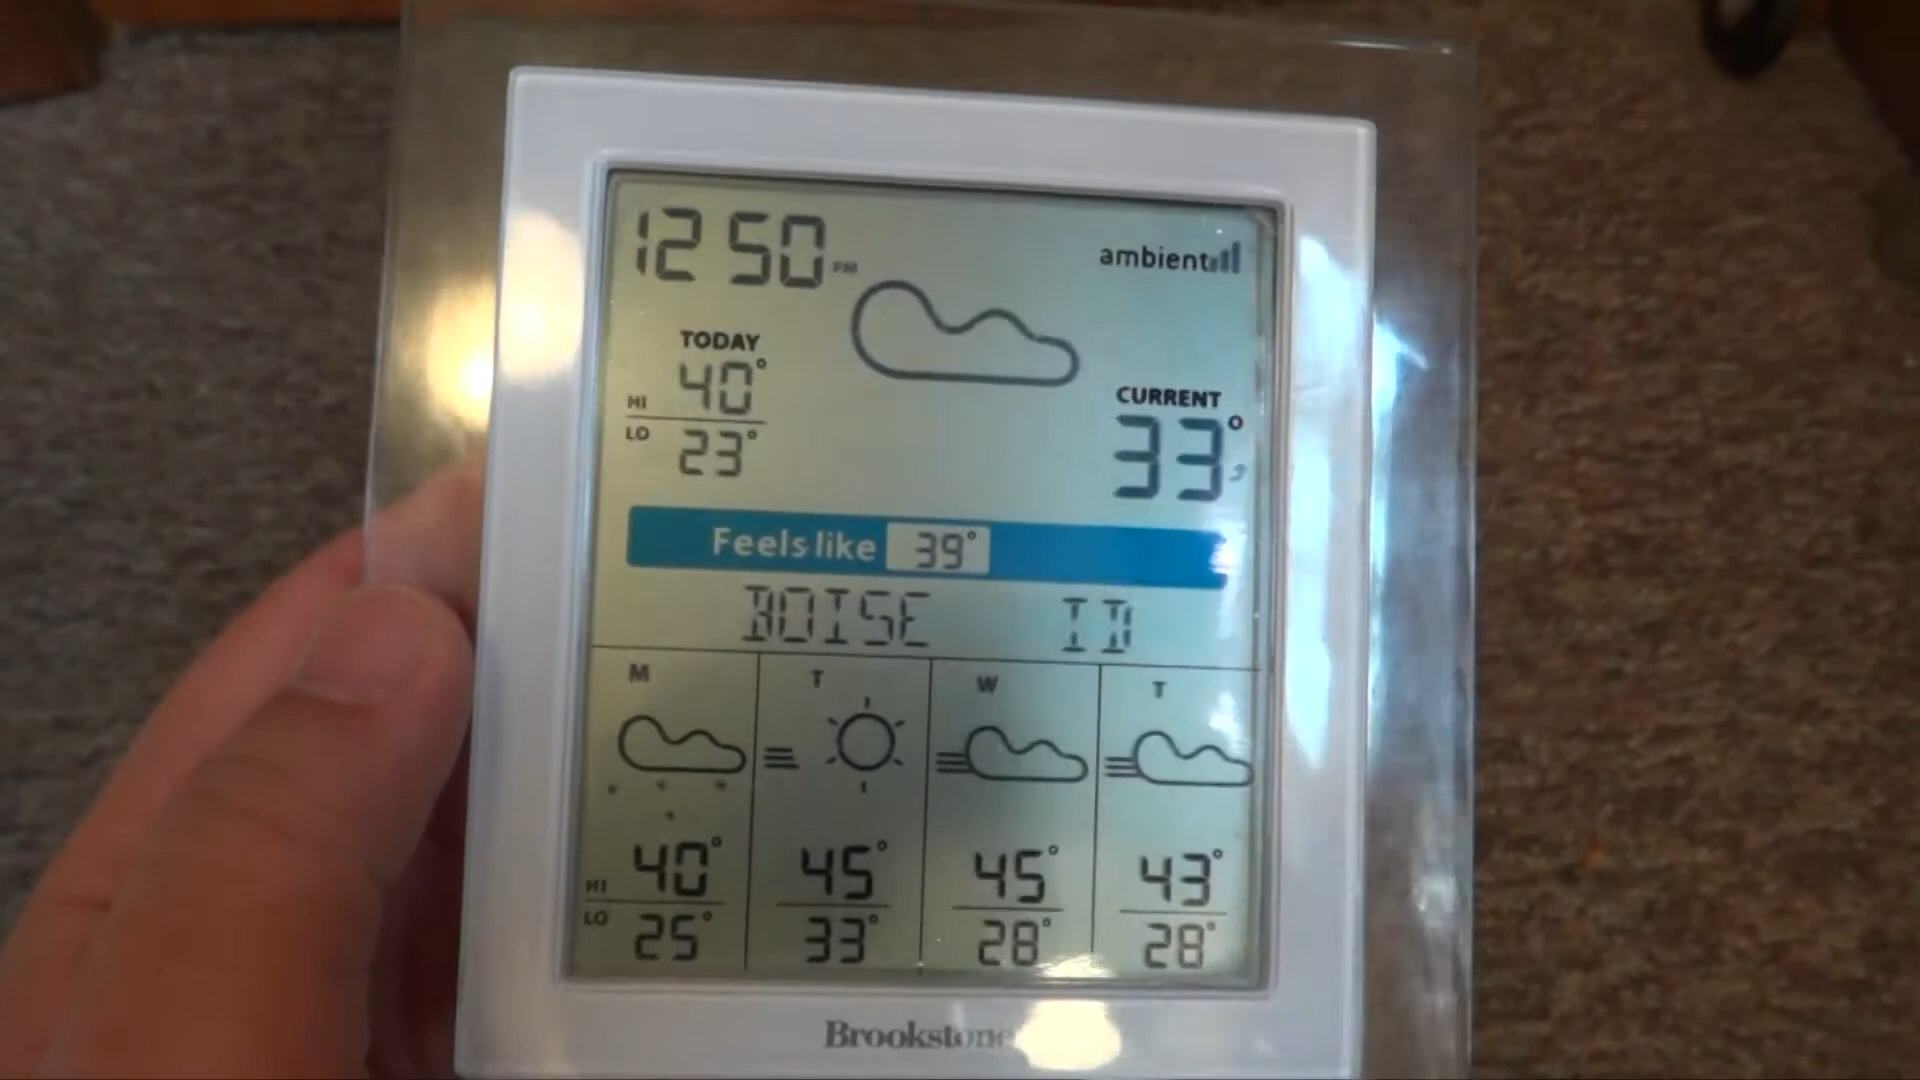 12 50 PM
ambient
TODAY
HI 40°
LO 23°
CURRENT
33°
Feels like 39°
BOISE ID
M T W T
HI 40° 45° 45° 43°
LO 25° 33° 28° 28°
Brookstone